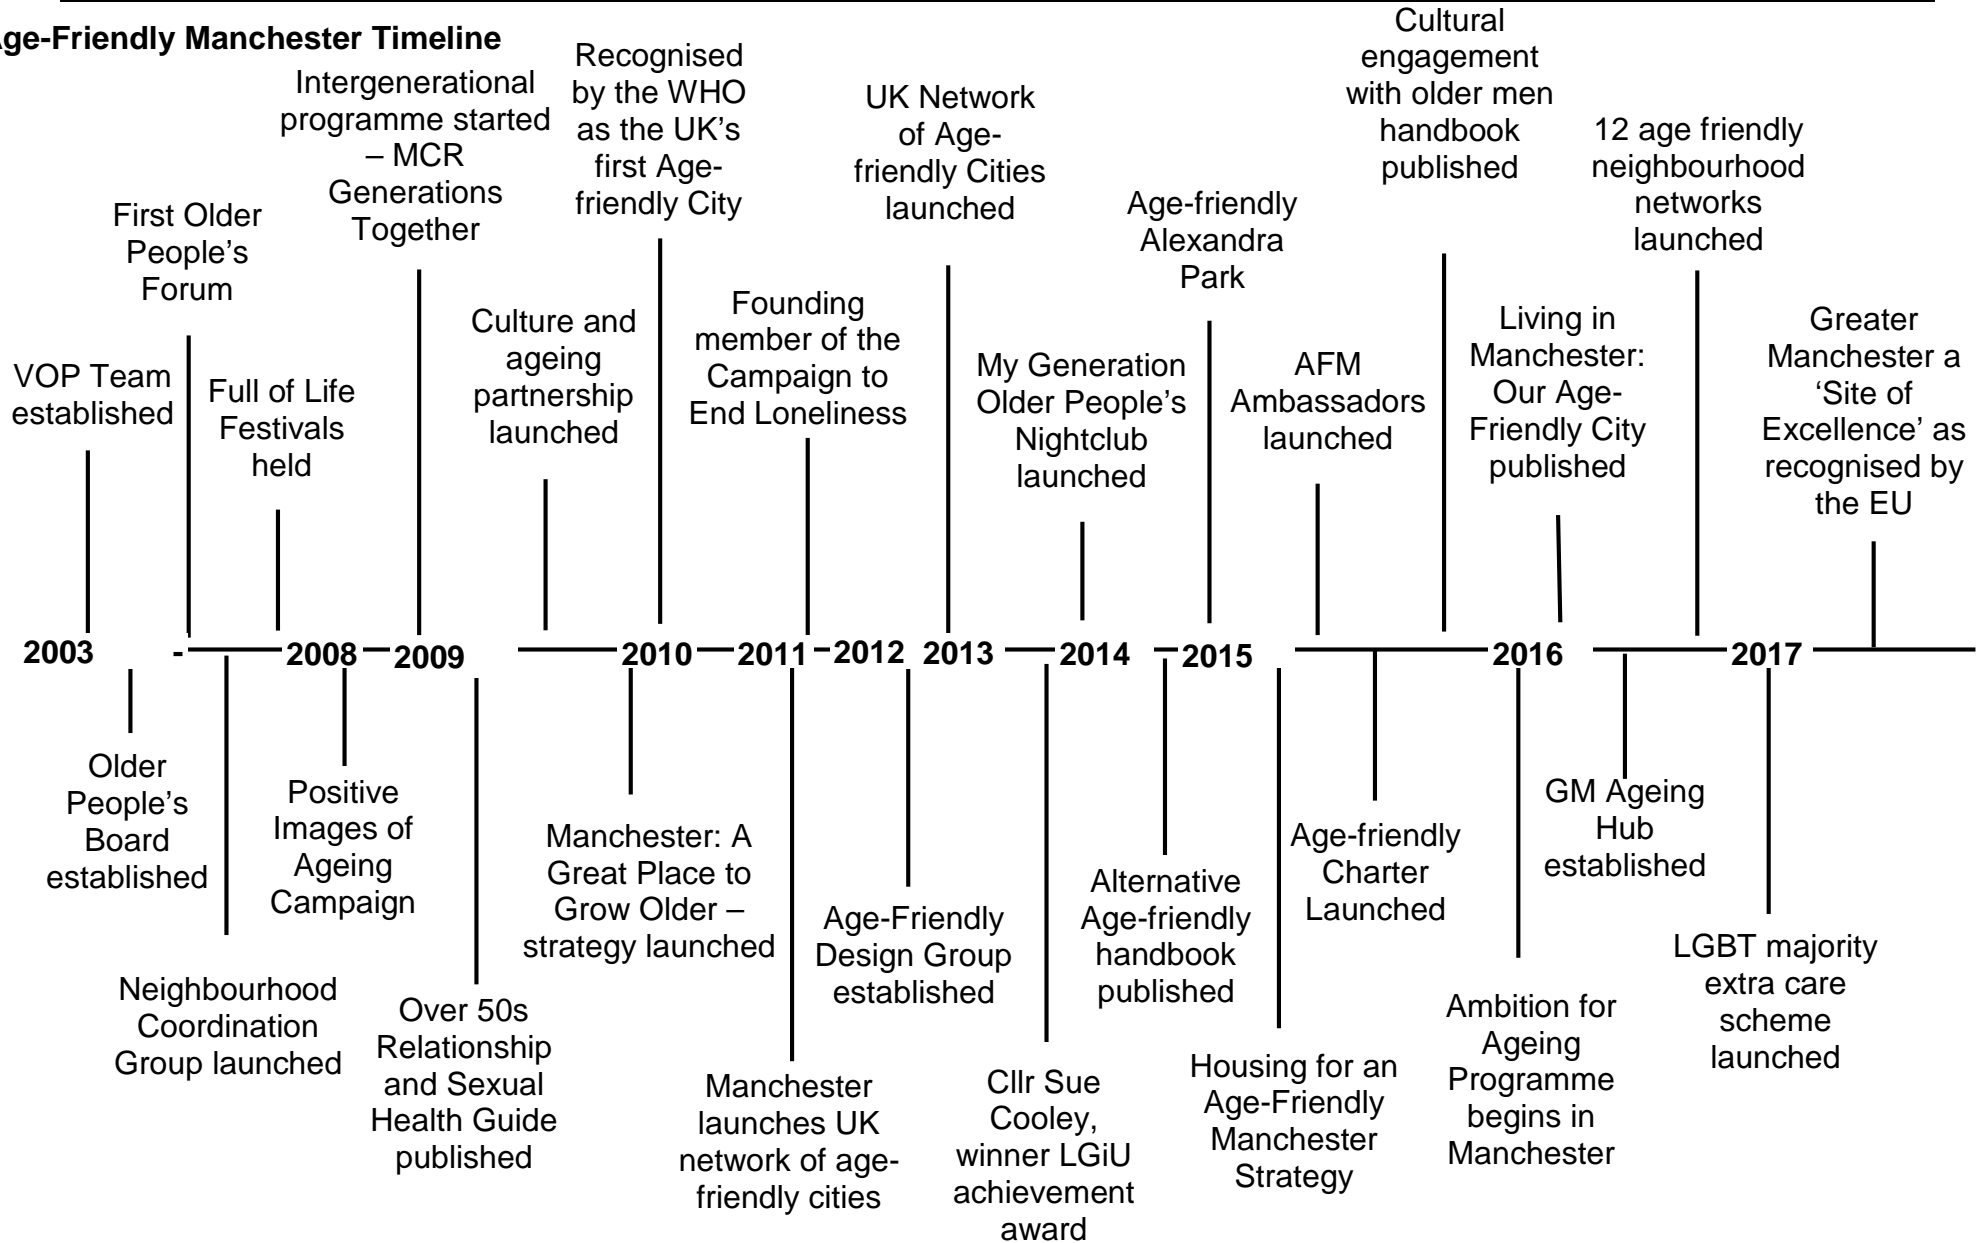 ge-Friendly Manchester Timeline
VOP Team
established
First Older
People's
Forum
Full of Life
Festivals
held
Intergenerational
programme started
– MCR
Generations
Together
Culture and
ageing
partnership
launched
Recognised
by the WHO
as the UK's
first Age-
friendly City
Founding
member of the
Campaign to
End Loneliness
UK Network
of Age-
friendly Cities
launched
My Generation
Older People's
Nightclub
launched
Age-friendly
Alexandra
Park
AFM
Ambassadors
launched
Cultural
engagement
with older men
handbook
published
Living in
Manchester:
Our Age-
Friendly City
published
12 age friendly
neighbourhood
networks
launched
Greater
Manchester a
‘Site of
Excellence’ as
recognised by
the EU
2003 - 2008 2009 2010 2011 2012 2013 2014 2015 2016 2017
Older
People's
Board
established
Neighbourhood
Coordination
Group launched
Positive
Images of
Ageing
Campaign
Over 50s
Relationship
and Sexual
Health Guide
published
Manchester: A
Great Place to
Grow Older –
strategy launched
Manchester
launches UK
network of age-
friendly cities
Age-Friendly
Design Group
established
Cllr Sue
Cooley,
winner LGiU
achievement
award
Alternative
Age-friendly
handbook
published
Housing for an
Age-Friendly
Manchester
Strategy
Age-friendly
Charter
Launched
Ambition for
Ageing
Programme
begins in
Manchester
GM Ageing
Hub
established
LGBT majority
extra care
scheme
launched